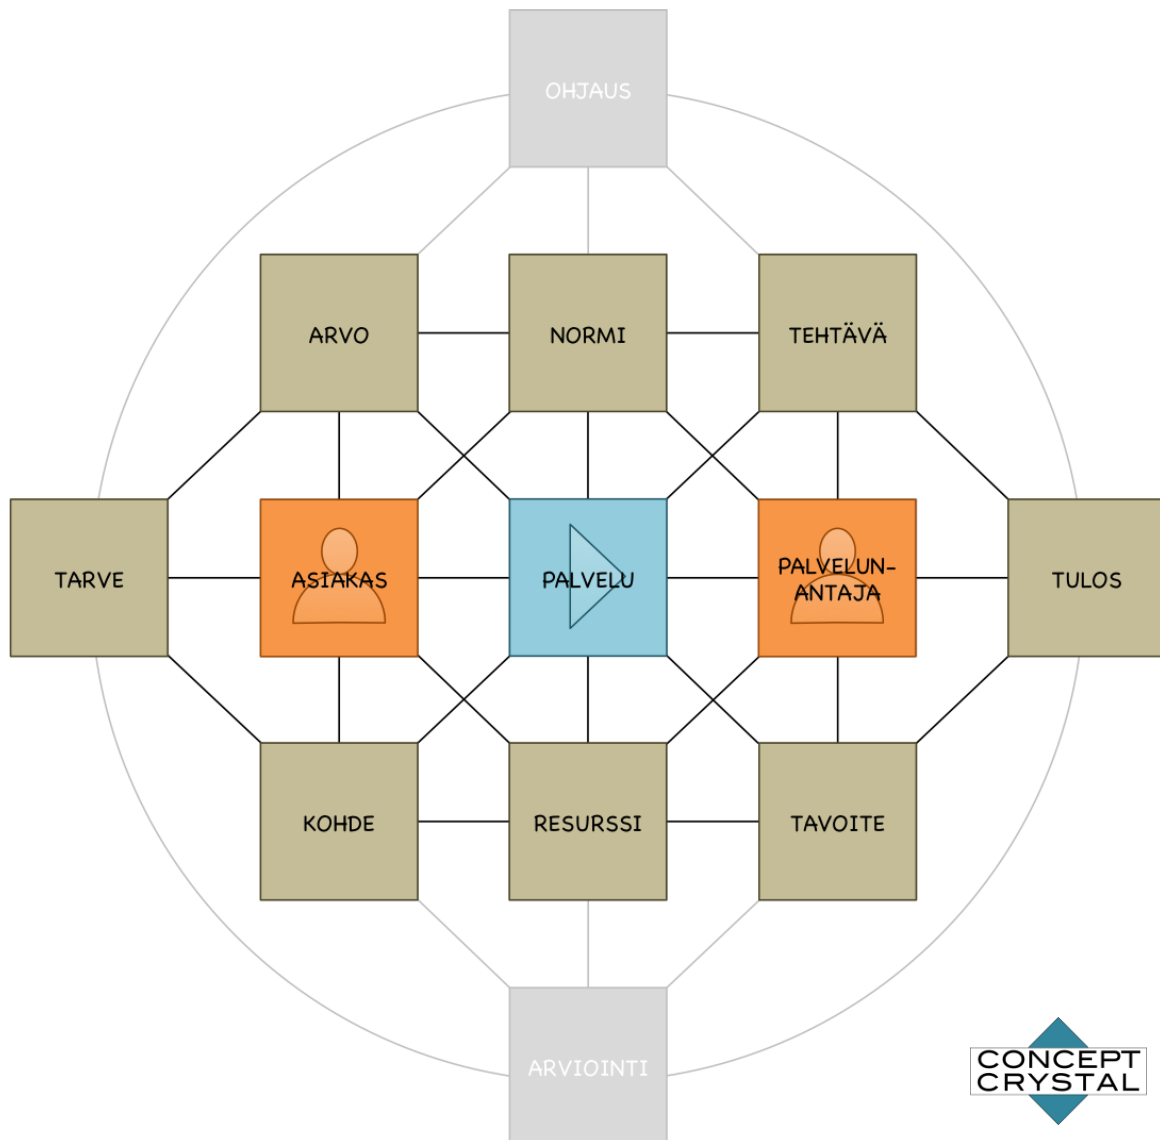 OHJAUS
ARVO
NORMI
TEHTÄVÄ
TARVE
ASIAKAS
PALVELU
PALVELUN-
ANTAJA
TULOS
KOHDE
RESURSSI
TAVOITE
ARVIOINTI
CONCEPT
CRYSTAL